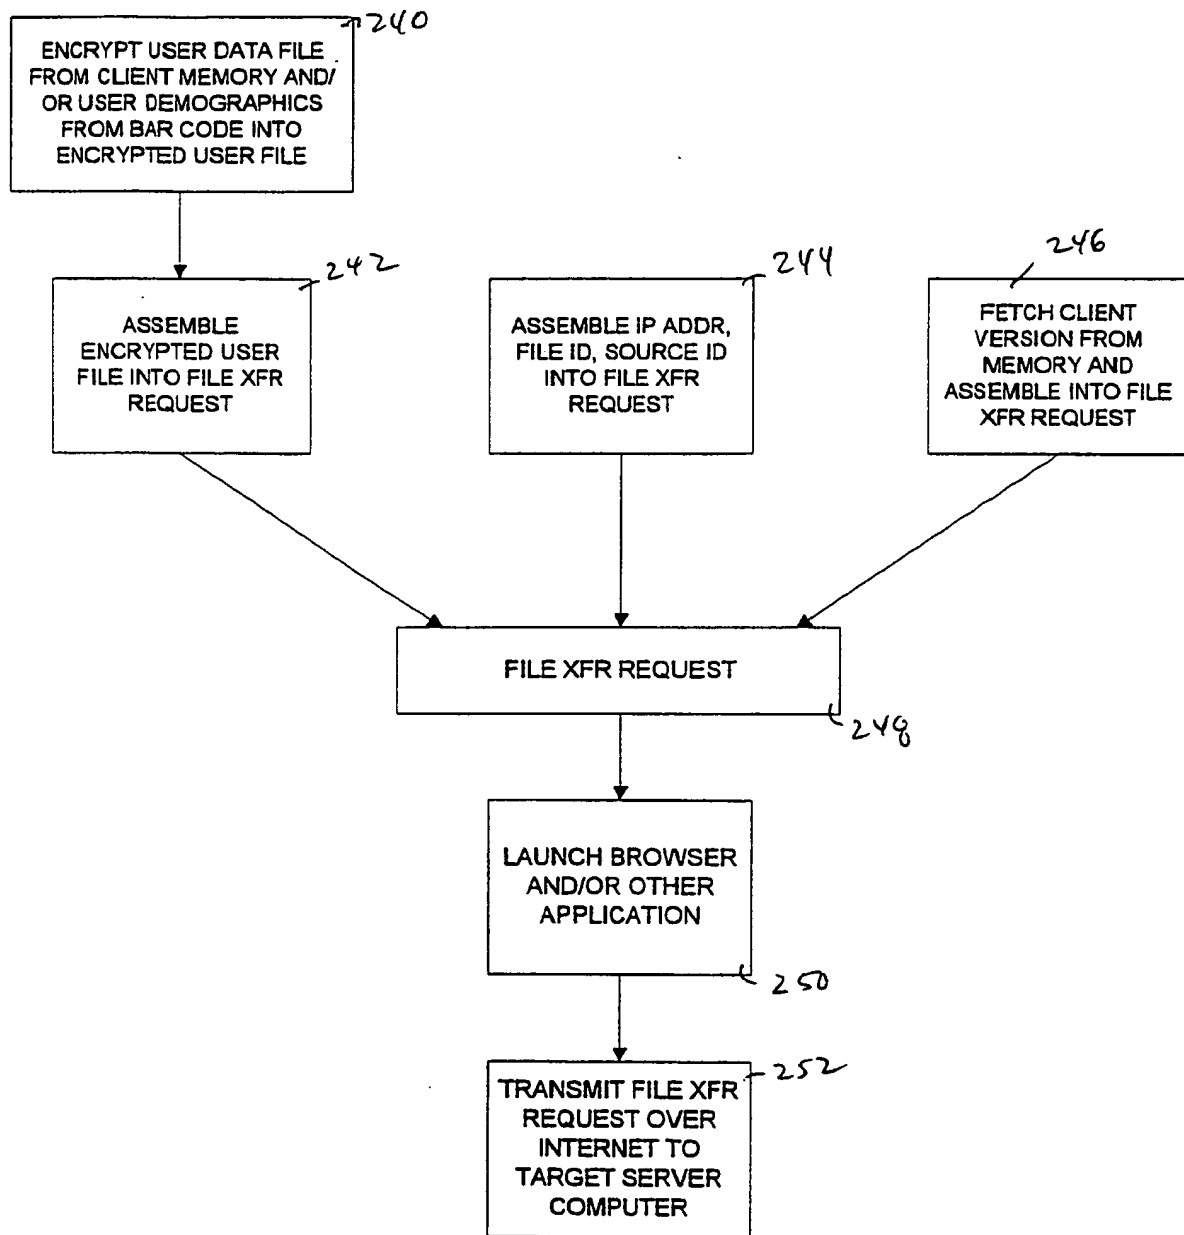 240
ENCRYPT USER DATA FILE
FROM CLIENT MEMORY AND/
OR USER DEMOGRAPHICS
FROM BAR CODE INTO
ENCRYPTED USER FILE
242
ASSEMBLE
ENCRYPTED USER
FILE INTO FILE XFR
REQUEST
244
ASSEMBLE IP ADDR,
FILE ID, SOURCE ID
INTO FILE XFR
REQUEST
246
FETCH CLIENT
VERSION FROM
MEMORY AND
ASSEMBLE INTO FILE
XFR REQUEST
FILE XFR REQUEST
248
LAUNCH BROWSER
AND/OR OTHER
APPLICATION
250
252
TRANSMIT FILE XFR
REQUEST OVER
INTERNET TO
TARGET SERVER
COMPUTER